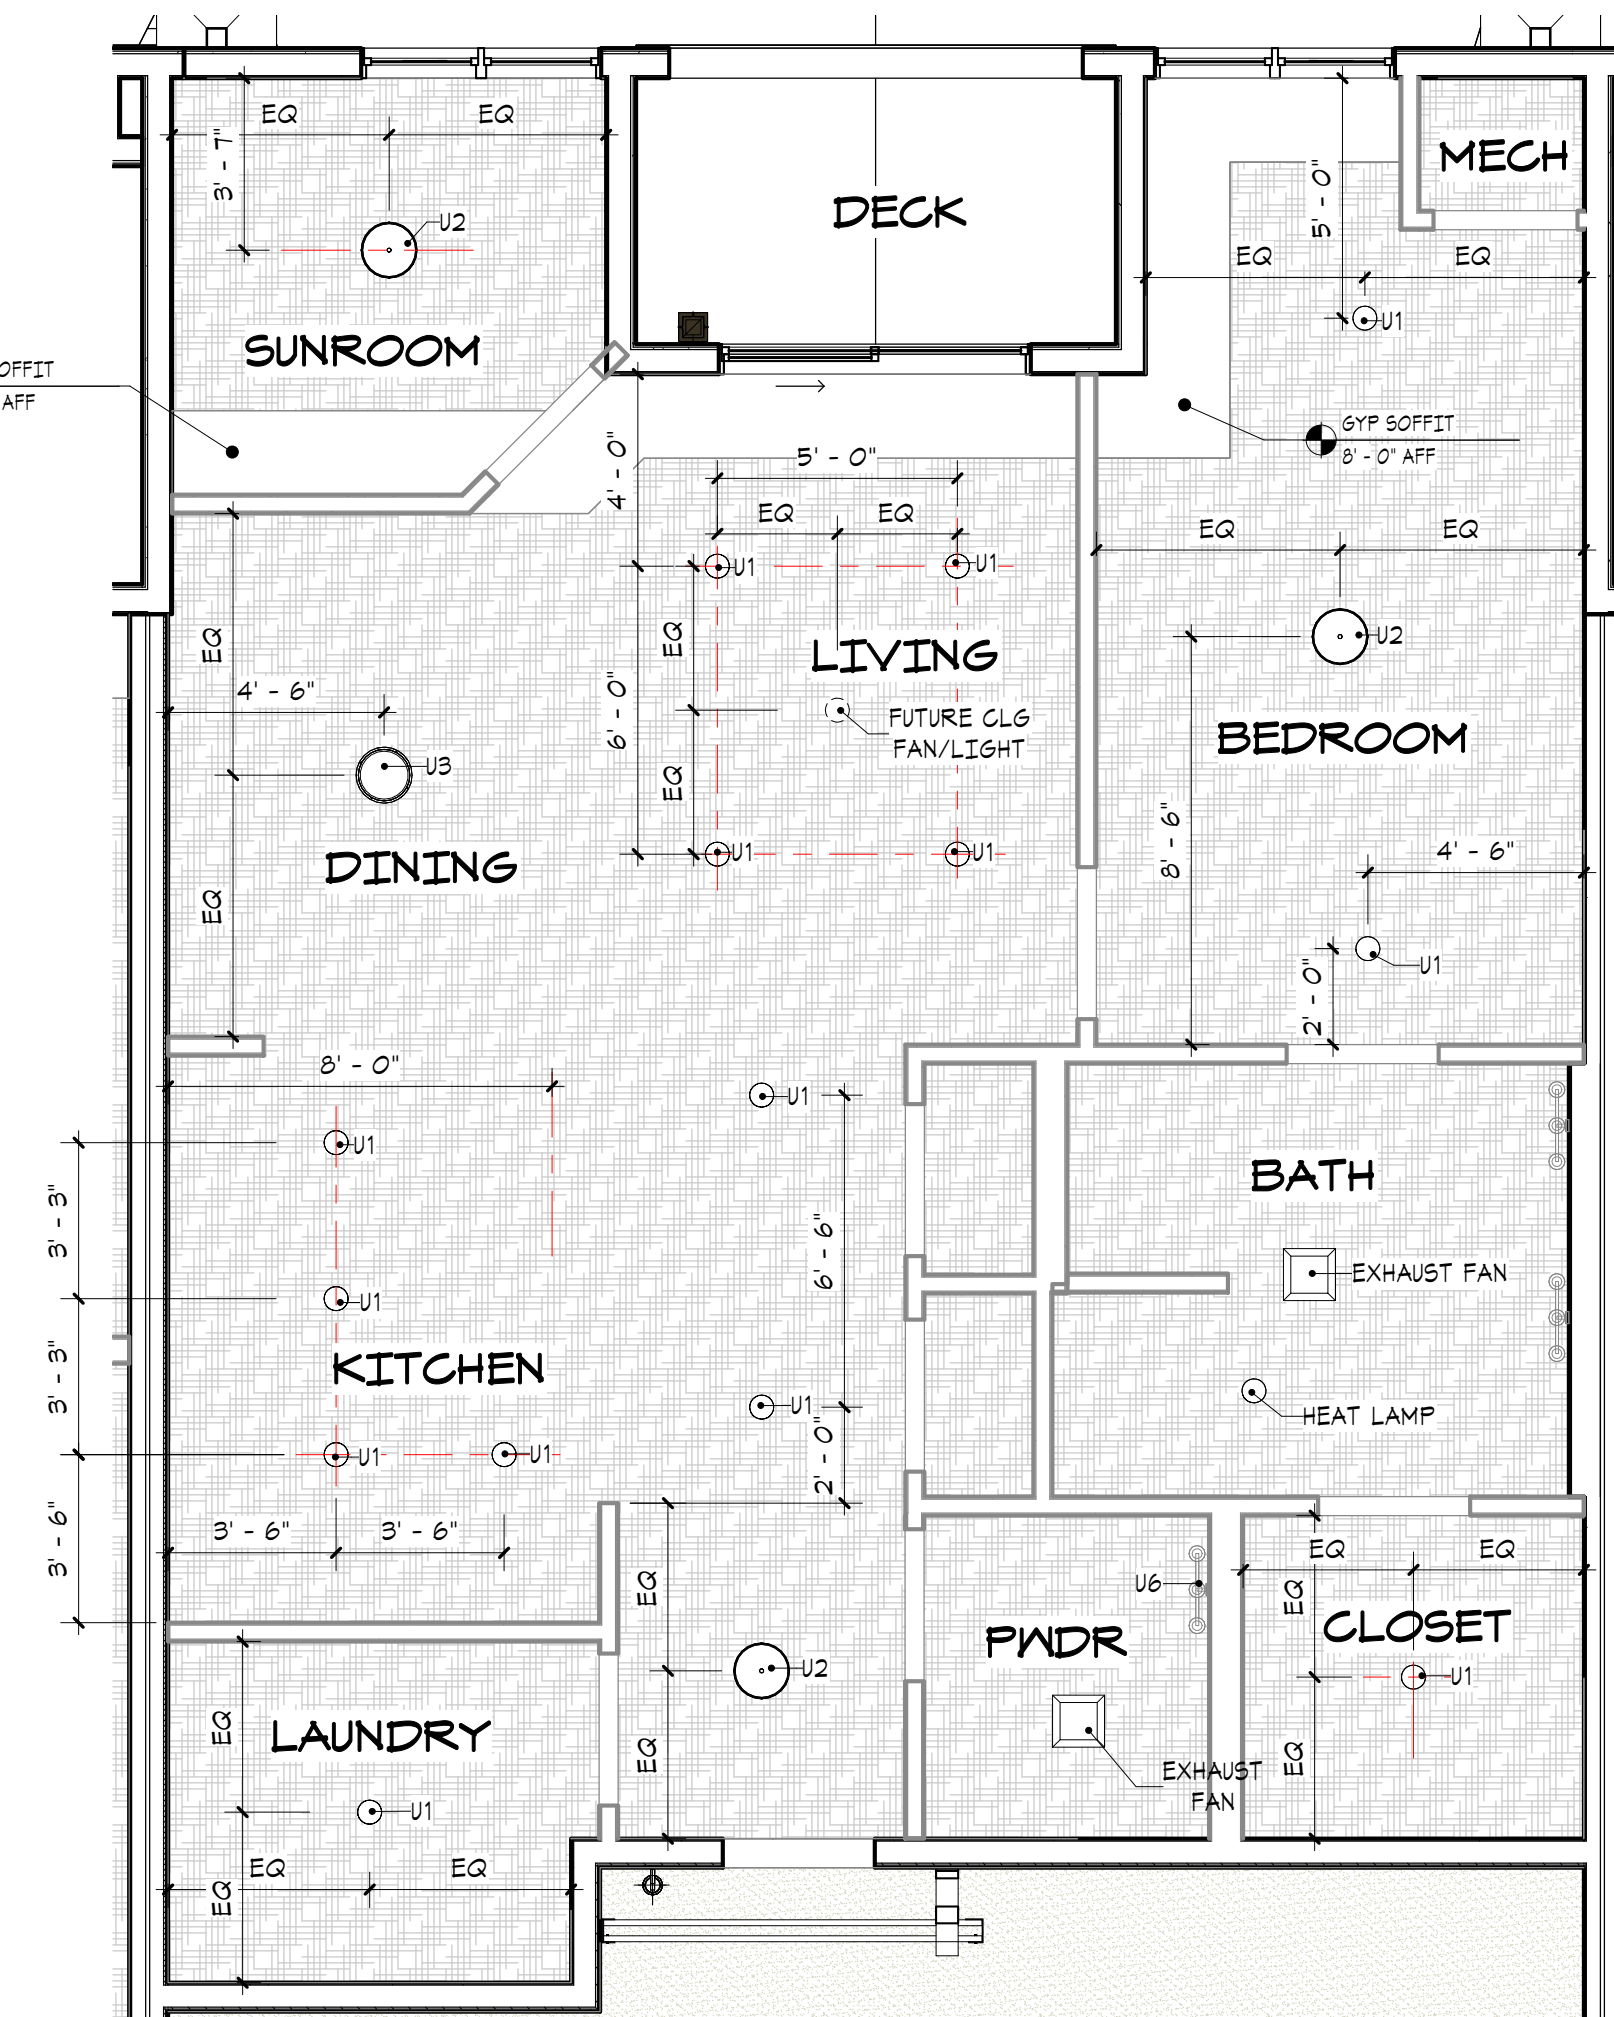 EQ
EQ
3' - 7"
U2
SUNROOM
DECK
MECH
5' - 0"
EQ
EQ
U1
OFFIT
AFF
GYP SOFFIT
8' - 0" AFF
4' - 0"
5' - 0"
EQ
EQ
U1
U1
EQ
EQ
EQ
EQ
LIVING
U2
4' - 6"
6' - 0"
FUTURE CLG
FAN/LIGHT
BEDROOM
U3
EQ
DINING
EQ
U1
U1
8' - 6"
4' - 6"
U1
2' - 0"
8' - 0"
U1
U1
BATH
3' - 3"
6' - 6"
EXHAUST FAN
U1
KITCHEN
3' - 3"
U1
HEAT LAMP
U1
U1
2' - 0"
3' - 6"
3' - 6"
3' - 6"
EQ
EQ
EQ
U6
EQ
CLOSET
PWDR
U2
U1
LAUNDRY
EQ
EQ
EQ
EXHAUST
FAN
U1
EQ
EQ
EQ